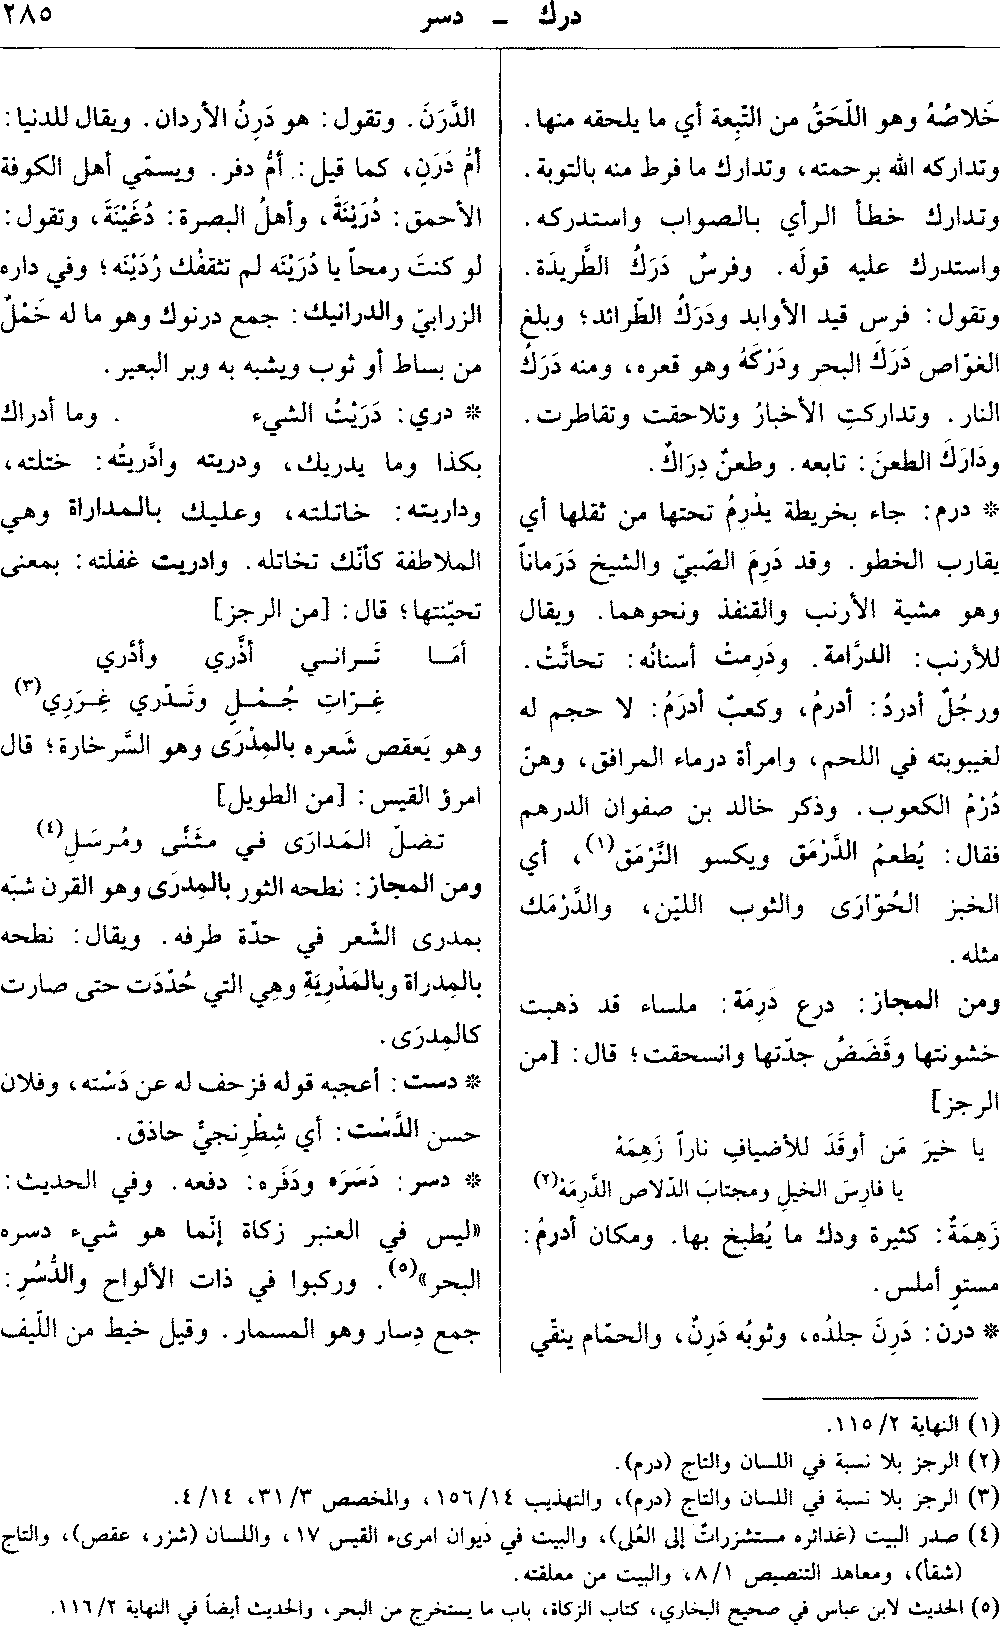 درك - دسر
٢٨٥
خَلاصُهُ وهو اللّحَقُ من التّبِعة أي ما يلحقه منها.
وتداركه الله برحمته، وتدارك ما فرط منه بالتوبة.
وتدارك خطأ الرأي بالصواب واستدركه.
واستدرك عليه قولَه. وفرسٌ دَرَكُ الطَّريدَة.
وتقول: فرس قيد الأوابد ودَرَكُ الطّرائد؛ وبلغ
الغوّاص دَرَكَ البحر ودَرْكَهُ وهو قعره، ومنه دَرَكُ
النار. وتداركتِ الأخبارُ وتلاحقت وتقاطرت.
ودَارَكَ الطعنَ: تابعه. وطعنٌ دِرَاكٌ.
* درم: جاء بخريطة يدْرِمُ تحتها من ثقلها أي
يقارب الخطو. وقد دَرِمَ الصّبيّ والشيخ دَرَماناً
وهو مشية الأرنب والقنفذ ونحوهما. ويقال
للأرنب: الدرَّامة. ودَرِمتْ أسنانُه: تحاتَّتْ.
ورجُلٌ أدردُ: أدرمُ، وكعبٌ أدرَمُ: لا حجم له
لغيبوبته في اللحم، وامرأة درماء المرافق، وهنّ
دُرْمُ الكعوب. وذكر خالد بن صفوان الدرهم
فقال: يُطعمُ الدَّرْمَق ويكسو النَّرْمَق(١)، أي
الخبز الحُوّارَى والثوب الليّن، والدَّرْمَك
مثله.
ومن المجاز: درع دَرِمَة: ملساء قد ذهبت
خشونتها وقَضَضُ جدّتها وانسحقت؛ قال: [من
الرجز]
يا خيرَ مَن أوقَدَ للأضيافِ ناراً زَهِمَهْ
يا فارِسَ الخيلِ ومجتابَ الدّلاص الدَّرِمَهْ(٢)
زَهِمَةٌ: كثيرة ودك ما يُطبخ بها. ومكان أدرمُ:
مستوٍ أملس.
* درن: دَرِنَ جلدُه، وثوبُه دَرِنٌ، والحمّام ينقّي
الدَّرَنَ. وتقول: هو دَرِنُ الأردان. ويقال للدنيا:
أمُّ دَرَنٍ، كما قيل: أمُّ دفر. ويسمّي أهل الكوفة
الأحمق: دُرَيْنَةَ، وأهلُ البصرة: دُغَيْنَةَ، وتقول:
لو كنتَ رمحاً يا دُرَيْنَه لم تثقفْك رُدَيْنَه؛ وفي داره
الزرابيّ والدرانيك: جمع درنوك وهو ما له خَمْلٌ
من بساط أو ثوب ويشبه به وبر البعير.
* دري: دَرَيْتُ الشيء . وما أدراك
بكذا وما يدريك، ودريته وادَّريتُه: ختلته،
وداريته: خاتلته، وعليك بالمداراة وهي
الملاطفة كأنّك تخاتله. وادريت غفلته: بمعنى
تحيّنتها؛ قال: [من الرجز]
أمَا تَراني أذَّري وأدَّري
غِرّاتِ جُمْلٍ وتَدّري غِرَرِي(٣)
وهو يَعقص شَعره بالمِدْرَى وهو السَّرخارة؛ قال
امرؤ القيس: [من الطويل]
تضلّ المَدارَى في مثَنَّى ومُرسَلِ(٤)
ومن المجاز: نطحه الثور بالمِدرَى وهو القرن شبّه
بمدرى الشّعر في حدّة طرفه. ويقال: نطحه
بالمِدراة وبالمَدْرِيَةِ وهِي التي حُدّدَت حتى صارت
كالمِدرَى.
* دست: أعجبه قوله فزحف له عن دَسْته، وفلان
حسن الدَّسْت: أي شِطْرِنجيٌّ حاذق.
* دسر: دَسَرَه ودَفَره: دفعه. وفي الحديث:
«ليس في العنبر زكاة إنّما هو شيء دسره
البحر»(٥). وركبوا في ذات الألواح والدُّسُرِ:
جمع دِسار وهو المسمار. وقيل خيط من اللّيف
(١) النهاية ٢/ ١١٥.
(٢) الرجز بلا نسبة في اللسان والتاج (درم).
(٣) الرجز بلا نسبة في اللسان والتاج (درم)، والتهذيب ١٤/ ١٥٦، والمخصص ٣/ ٣١، ١٤/ ٤.
(٤) صدر البيت (غدائره مستشزراتٌ إلى العُلى)، والبيت في ديوان امرىء القيس ١٧، واللسان (شزر، عقص)، والتاج
(شقأ)، ومعاهد التنصيص ١/ ٨، والبيت من معلقته.
(٥) الحديث لابن عباس في صحيح البخاري، كتاب الزكاة، باب ما يستخرج من البحر، والحديث أيضاً في النهاية ٢/ ١١٦.